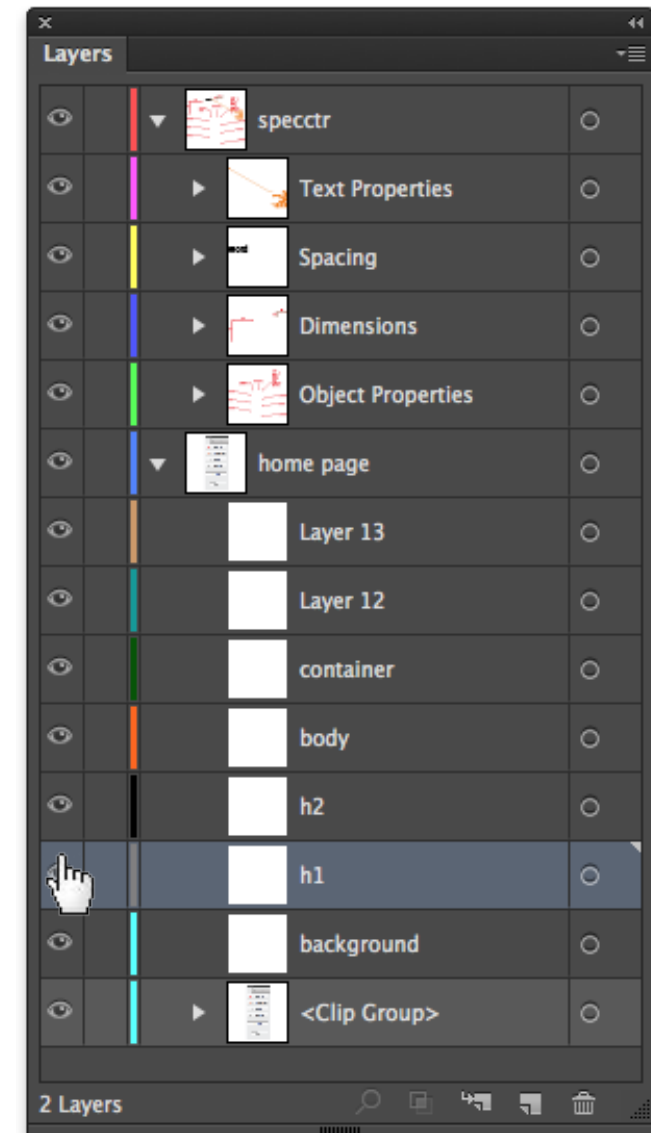 Layers
specctr
Text Properties
Spacing
Dimensions
Object Properties
home page
Layer 13
Layer 12
container
body
h2
h1
background
<Clip Group>
2 Layers